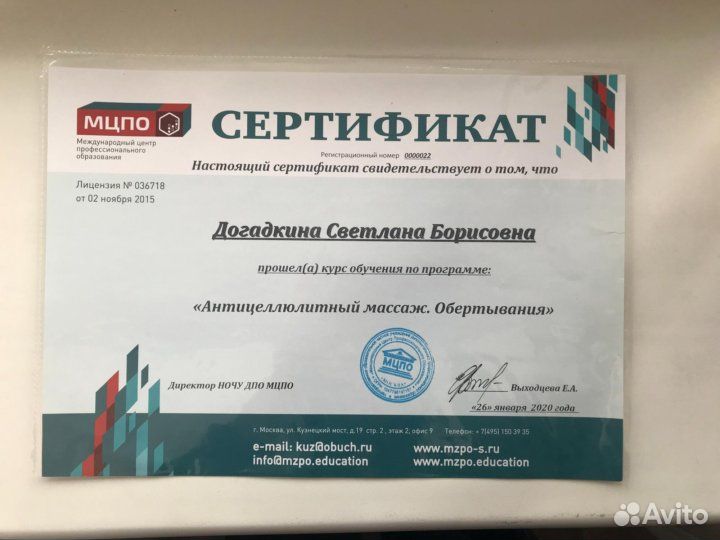 МЦПО
Международный центр
профессионального
образования
СЕРТИФИКАТ
Регистрационный номер 0000022
Настоящий сертификат свидетельствует о том, что
Лицензия № 036718
от 02 ноября 2015
Догадкина Светлана Борисовна
прошел(а) курс обучения по программе:
«Антицеллюлитный массаж. Обертывания»
МЦПО
Директор НОЧУ ДПО МЦПО
Выходцева Е.А.
«26» января 2020 года
г. Москва, ул. Кузнецкий мост, д.19 стр. 2 , этаж 2, офис 9 Телефон: +7(495) 150 39 35
e-mail: kuz@obuch.ru www.mzpo-s.ru
info@mzpo.education www.mzpo.education
Avito